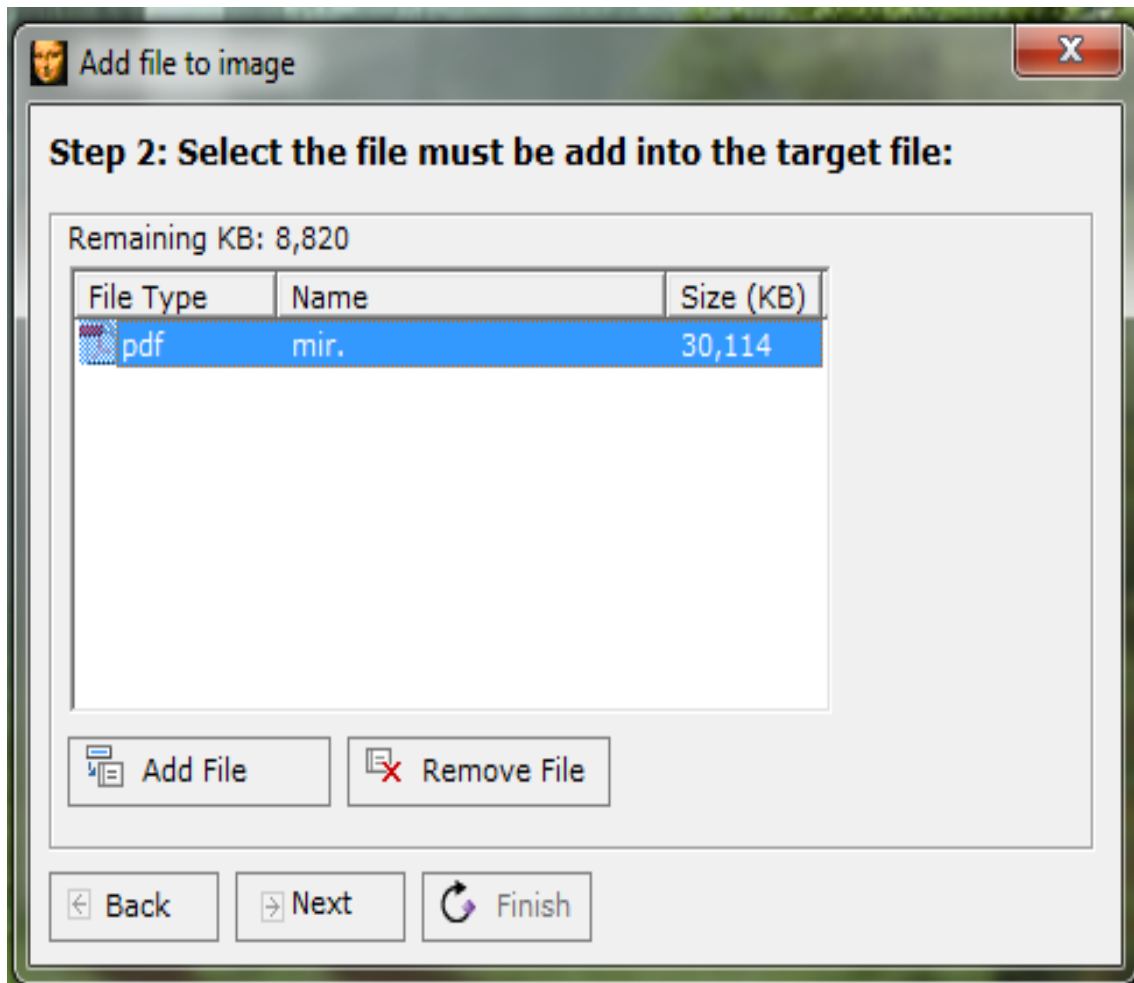 Add file to image
Step 2: Select the file must be add into the target file:
Remaining KB: 8,820
File Type Name Size (KB)
pdf mir. 30,114
Add File Remove File
Back Next Finish